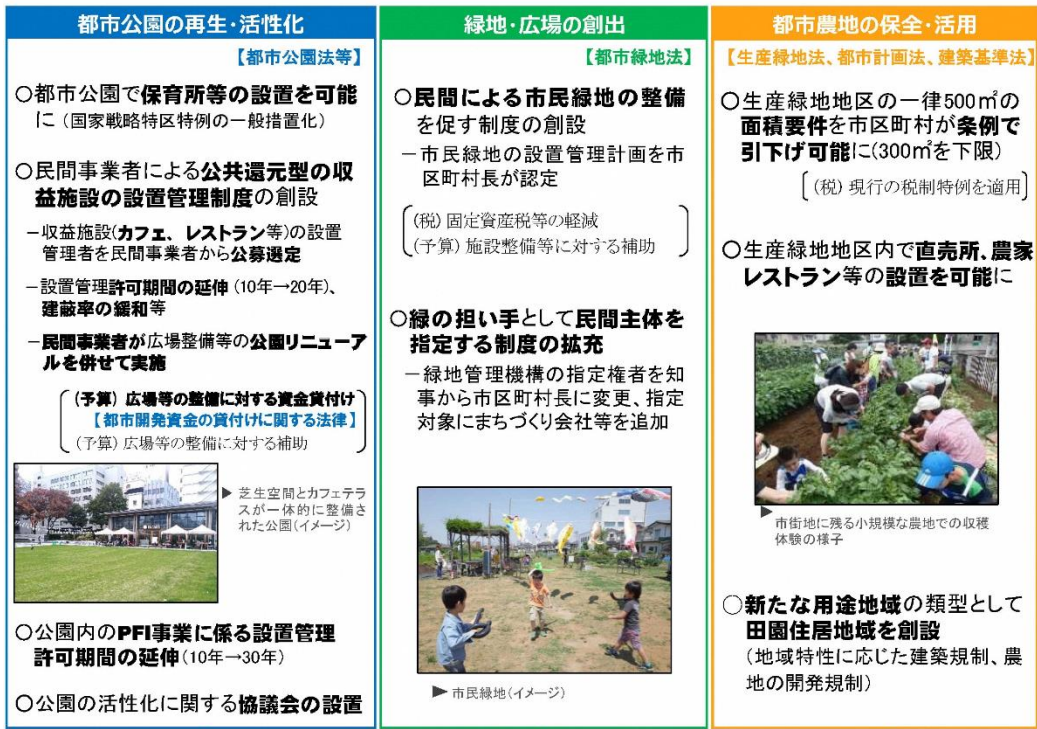 都市公園の再生・活性化
【都市公園法等】
○都市公園で保育所等の設置を可能
に（国家戦略特区特例の一般措置化）
○民間事業者による公共還元型の収
益施設の設置管理制度の創設
－収益施設(カフェ、レストラン等)の設置
管理者を民間事業者から公募選定
－設置管理許可期間の延伸(10年→20年)、
建蔽率の緩和等
－民間事業者が広場整備等の公園リニューア
ルを併せて実施
(予算) 広場等の整備に対する資金貸付け
【都市開発資金の貸付けに関する法律】
(予算) 広場等の整備に対する補助
▶ 芝生空間とカフェテラ
スが一体的に整備さ
れた公園(イメージ)
○公園内のPFI事業に係る設置管理
許可期間の延伸(10年→30年)
○公園の活性化に関する協議会の設置
緑地・広場の創出
【都市緑地法】
○民間による市民緑地の整備
を促す制度の創設
－市民緑地の設置管理計画を市
区町村長が認定
(税) 固定資産税等の軽減
(予算) 施設整備等に対する補助
○緑の担い手として民間主体を
指定する制度の拡充
－緑地管理機構の指定権者を知
事から市区町村長に変更、指定
対象にまちづくり会社等を追加
▶ 市民緑地(イメージ)
都市農地の保全・活用
【生産緑地法、都市計画法、建築基準法】
○生産緑地地区の一律500㎡の
面積要件を市区町村が条例で
引下げ可能に(300㎡を下限)
(税) 現行の税制特例を適用
○生産緑地地区内で直売所、農家
レストラン等の設置を可能に
▶ 市街地に残る小規模な農地での収穫
体験の様子
○新たな用途地域の類型として
田園住居地域を創設
(地域特性に応じた建築規制、農
地の開発規制)